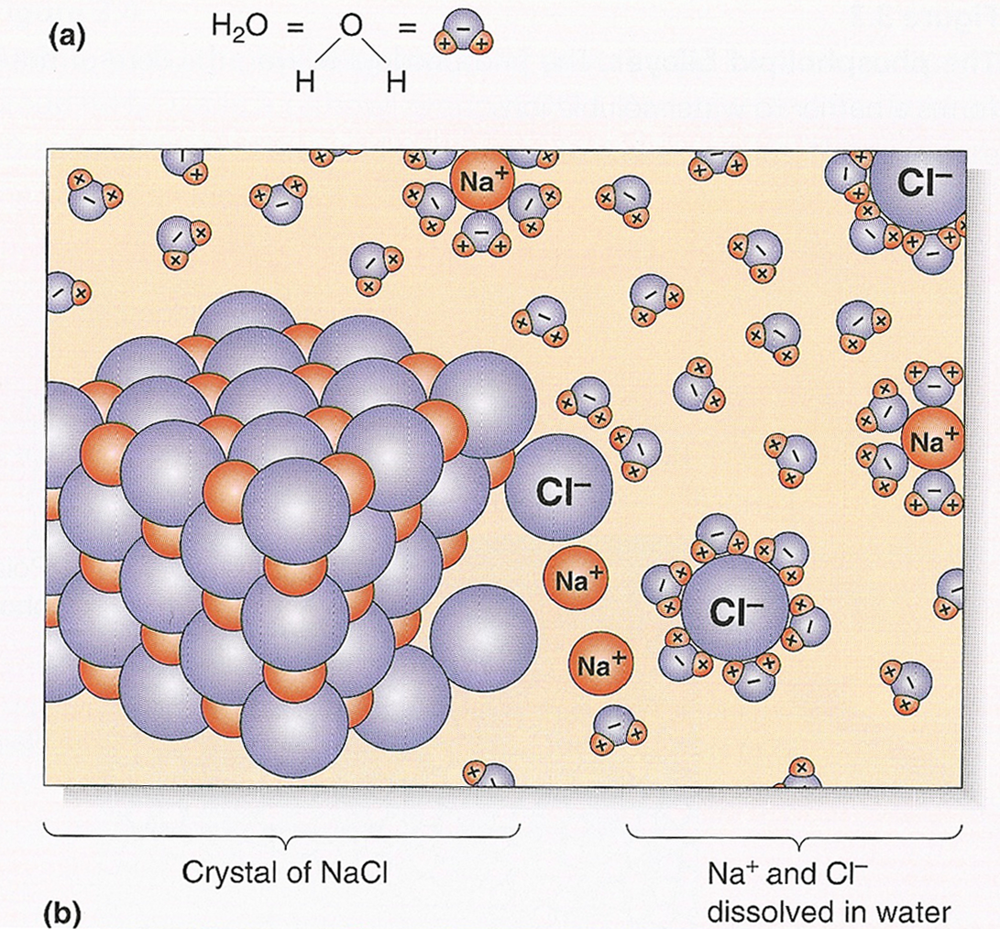 (a) H₂O = O =
H H
Na⁺
Cl⁻
Na⁺
Cl⁻
Na⁺
Cl⁻
Na⁺
Crystal of NaCl
Na⁺ and Cl⁻
dissolved in water
(b)